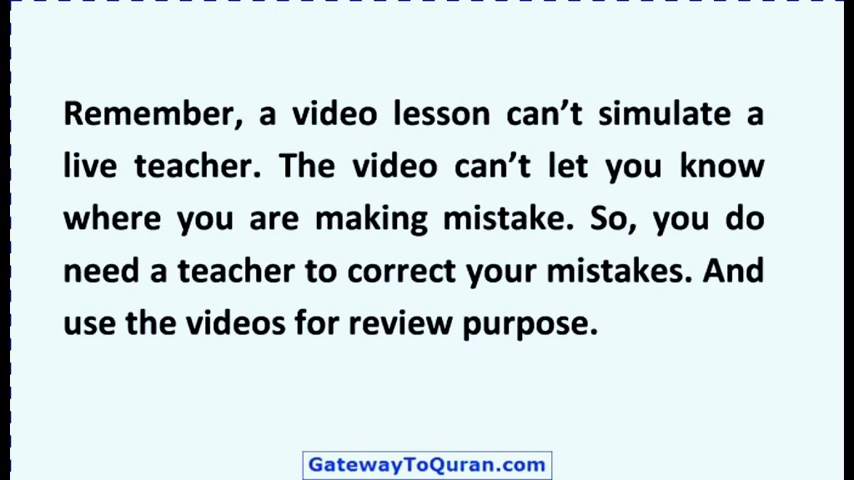 Remember, a video lesson can’t simulate a
live teacher. The video can’t let you know
where you are making mistake. So, you do
need a teacher to correct your mistakes. And
use the videos for review purpose.
GatewayToQuran.com